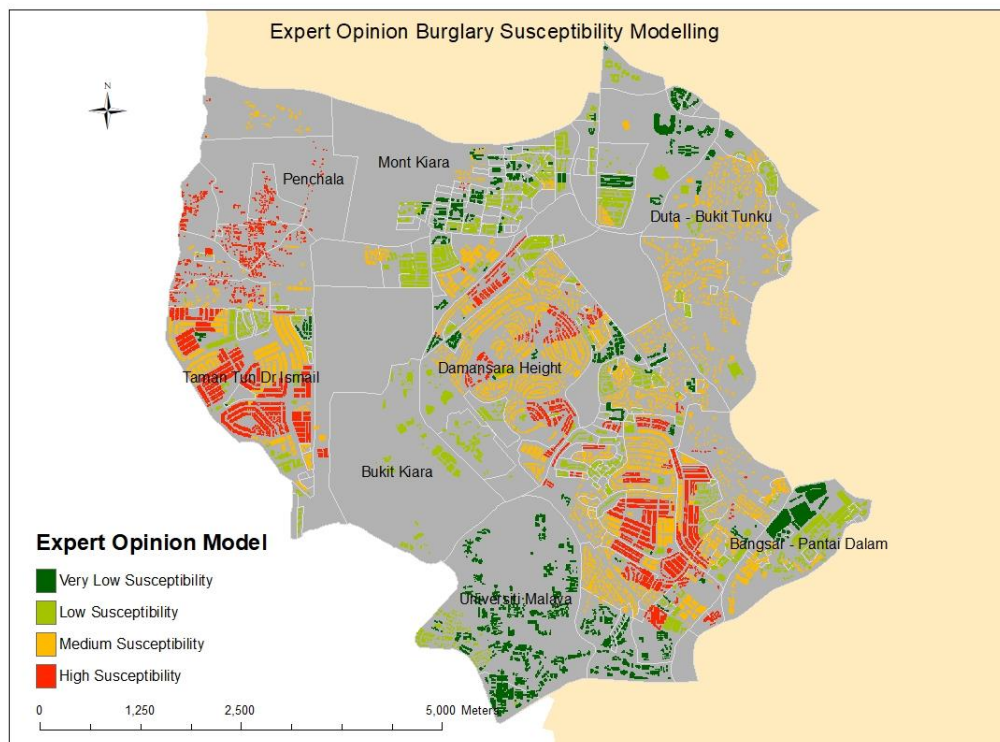 Expert Opinion Burglary Susceptibility Modelling
N
Mont Kiara
Penchala
Duta - Bukit Tunku
Damansara Height
Taman Tun Dr Ismail
Bukit Kiara
Bangsar - Pantai Dalam
Universiti Malaya
Expert Opinion Model
Very Low Susceptibility
Low Susceptibility
Medium Susceptibility
High Susceptibility
0 1,250 2,500 5,000 Meters